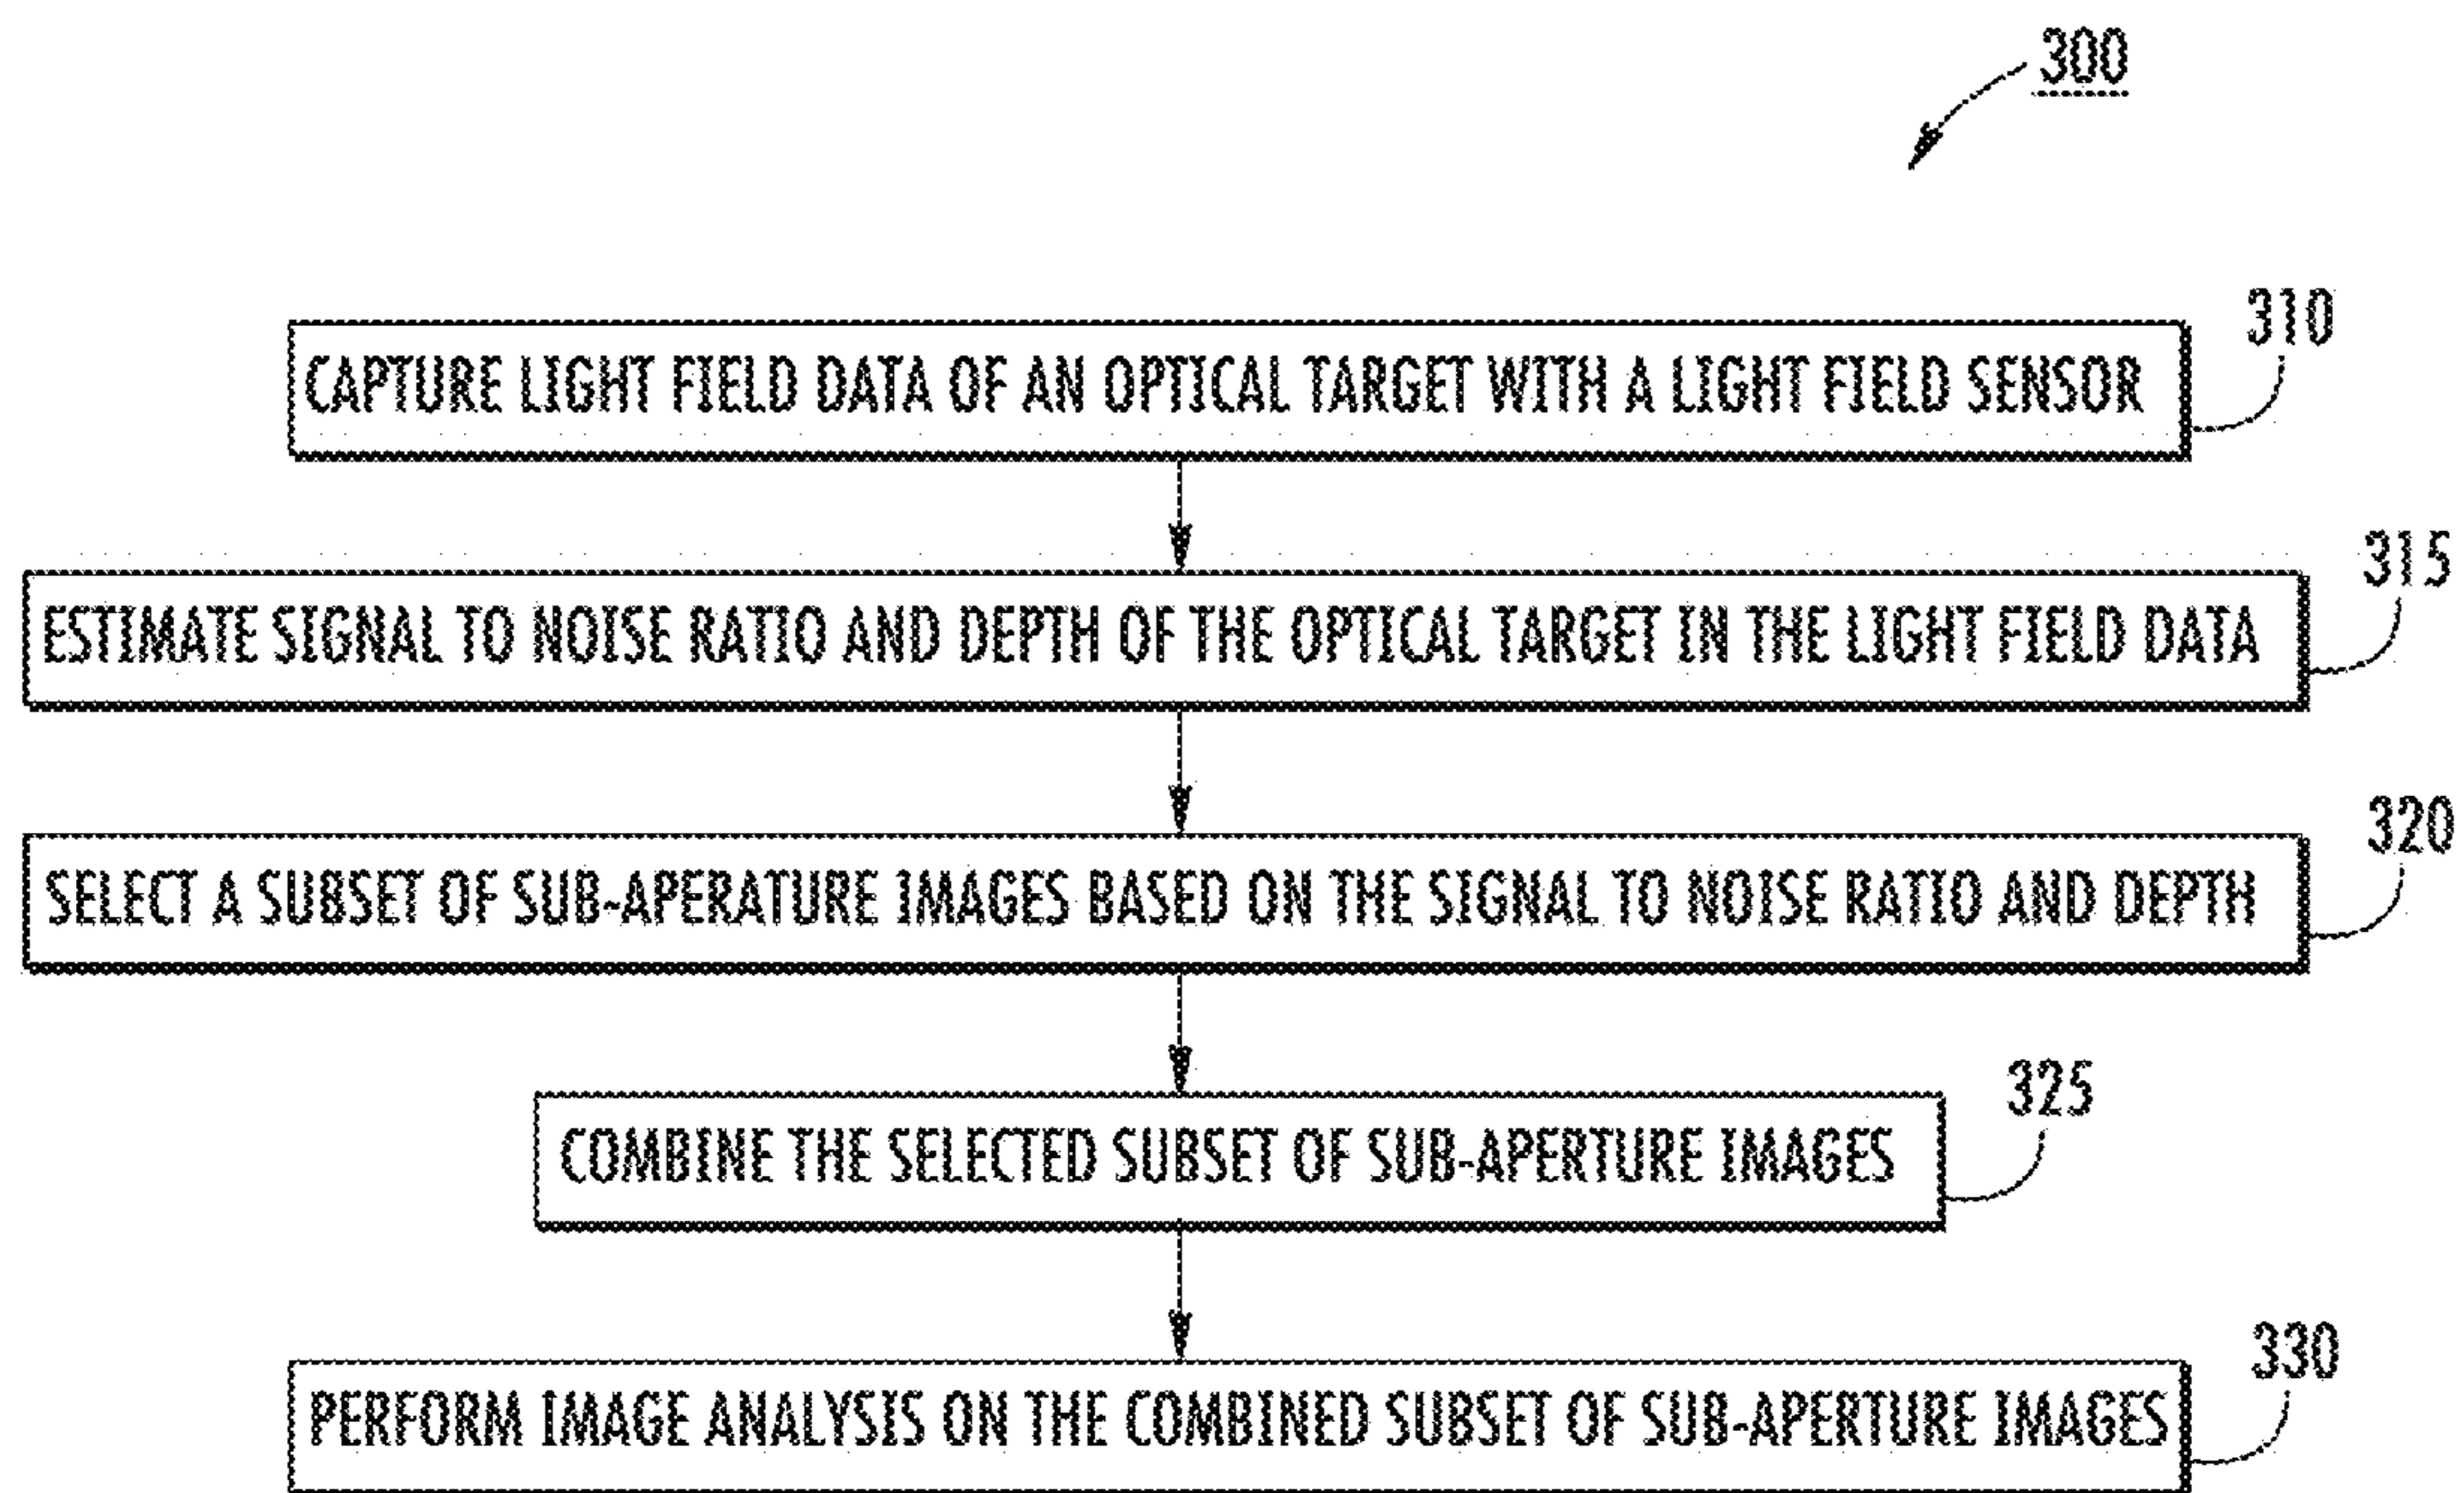 300
310
CAPTURE LIGHT FIELD DATA OF AN OPTICAL TARGET WITH A LIGHT FIELD SENSOR
315
ESTIMATE SIGNAL TO NOISE RATIO AND DEPTH OF THE OPTICAL TARGET IN THE LIGHT FIELD DATA
320
SELECT A SUBSET OF SUB-APERATURE IMAGES BASED ON THE SIGNAL TO NOISE RATIO AND DEPTH
325
COMBINE THE SELECTED SUBSET OF SUB-APERTURE IMAGES
330
PERFORM IMAGE ANALYSIS ON THE COMBINED SUBSET OF SUB-APERTURE IMAGES